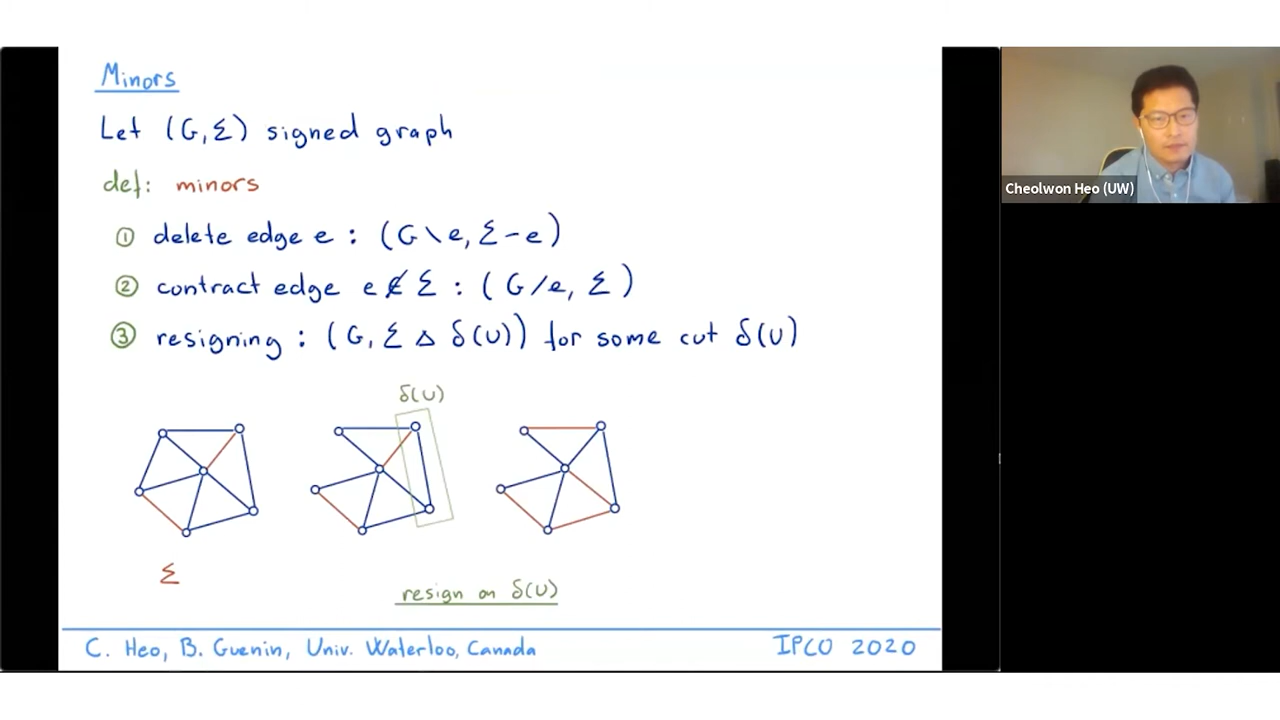 Minors
Let (G, Σ) signed graph
def: minors
① delete edge e : (G \ e, Σ - e)
② contract edge e ∉ Σ : (G/e, Σ)
③ resigning : (G, Σ △ δ(U)) for some cut δ(U)
δ(U)
Σ
resign on δ(U)
C. Heo, B. Guenin, Univ. Waterloo, Canada
IPCO 2020
Cheolwon Heo (UW)